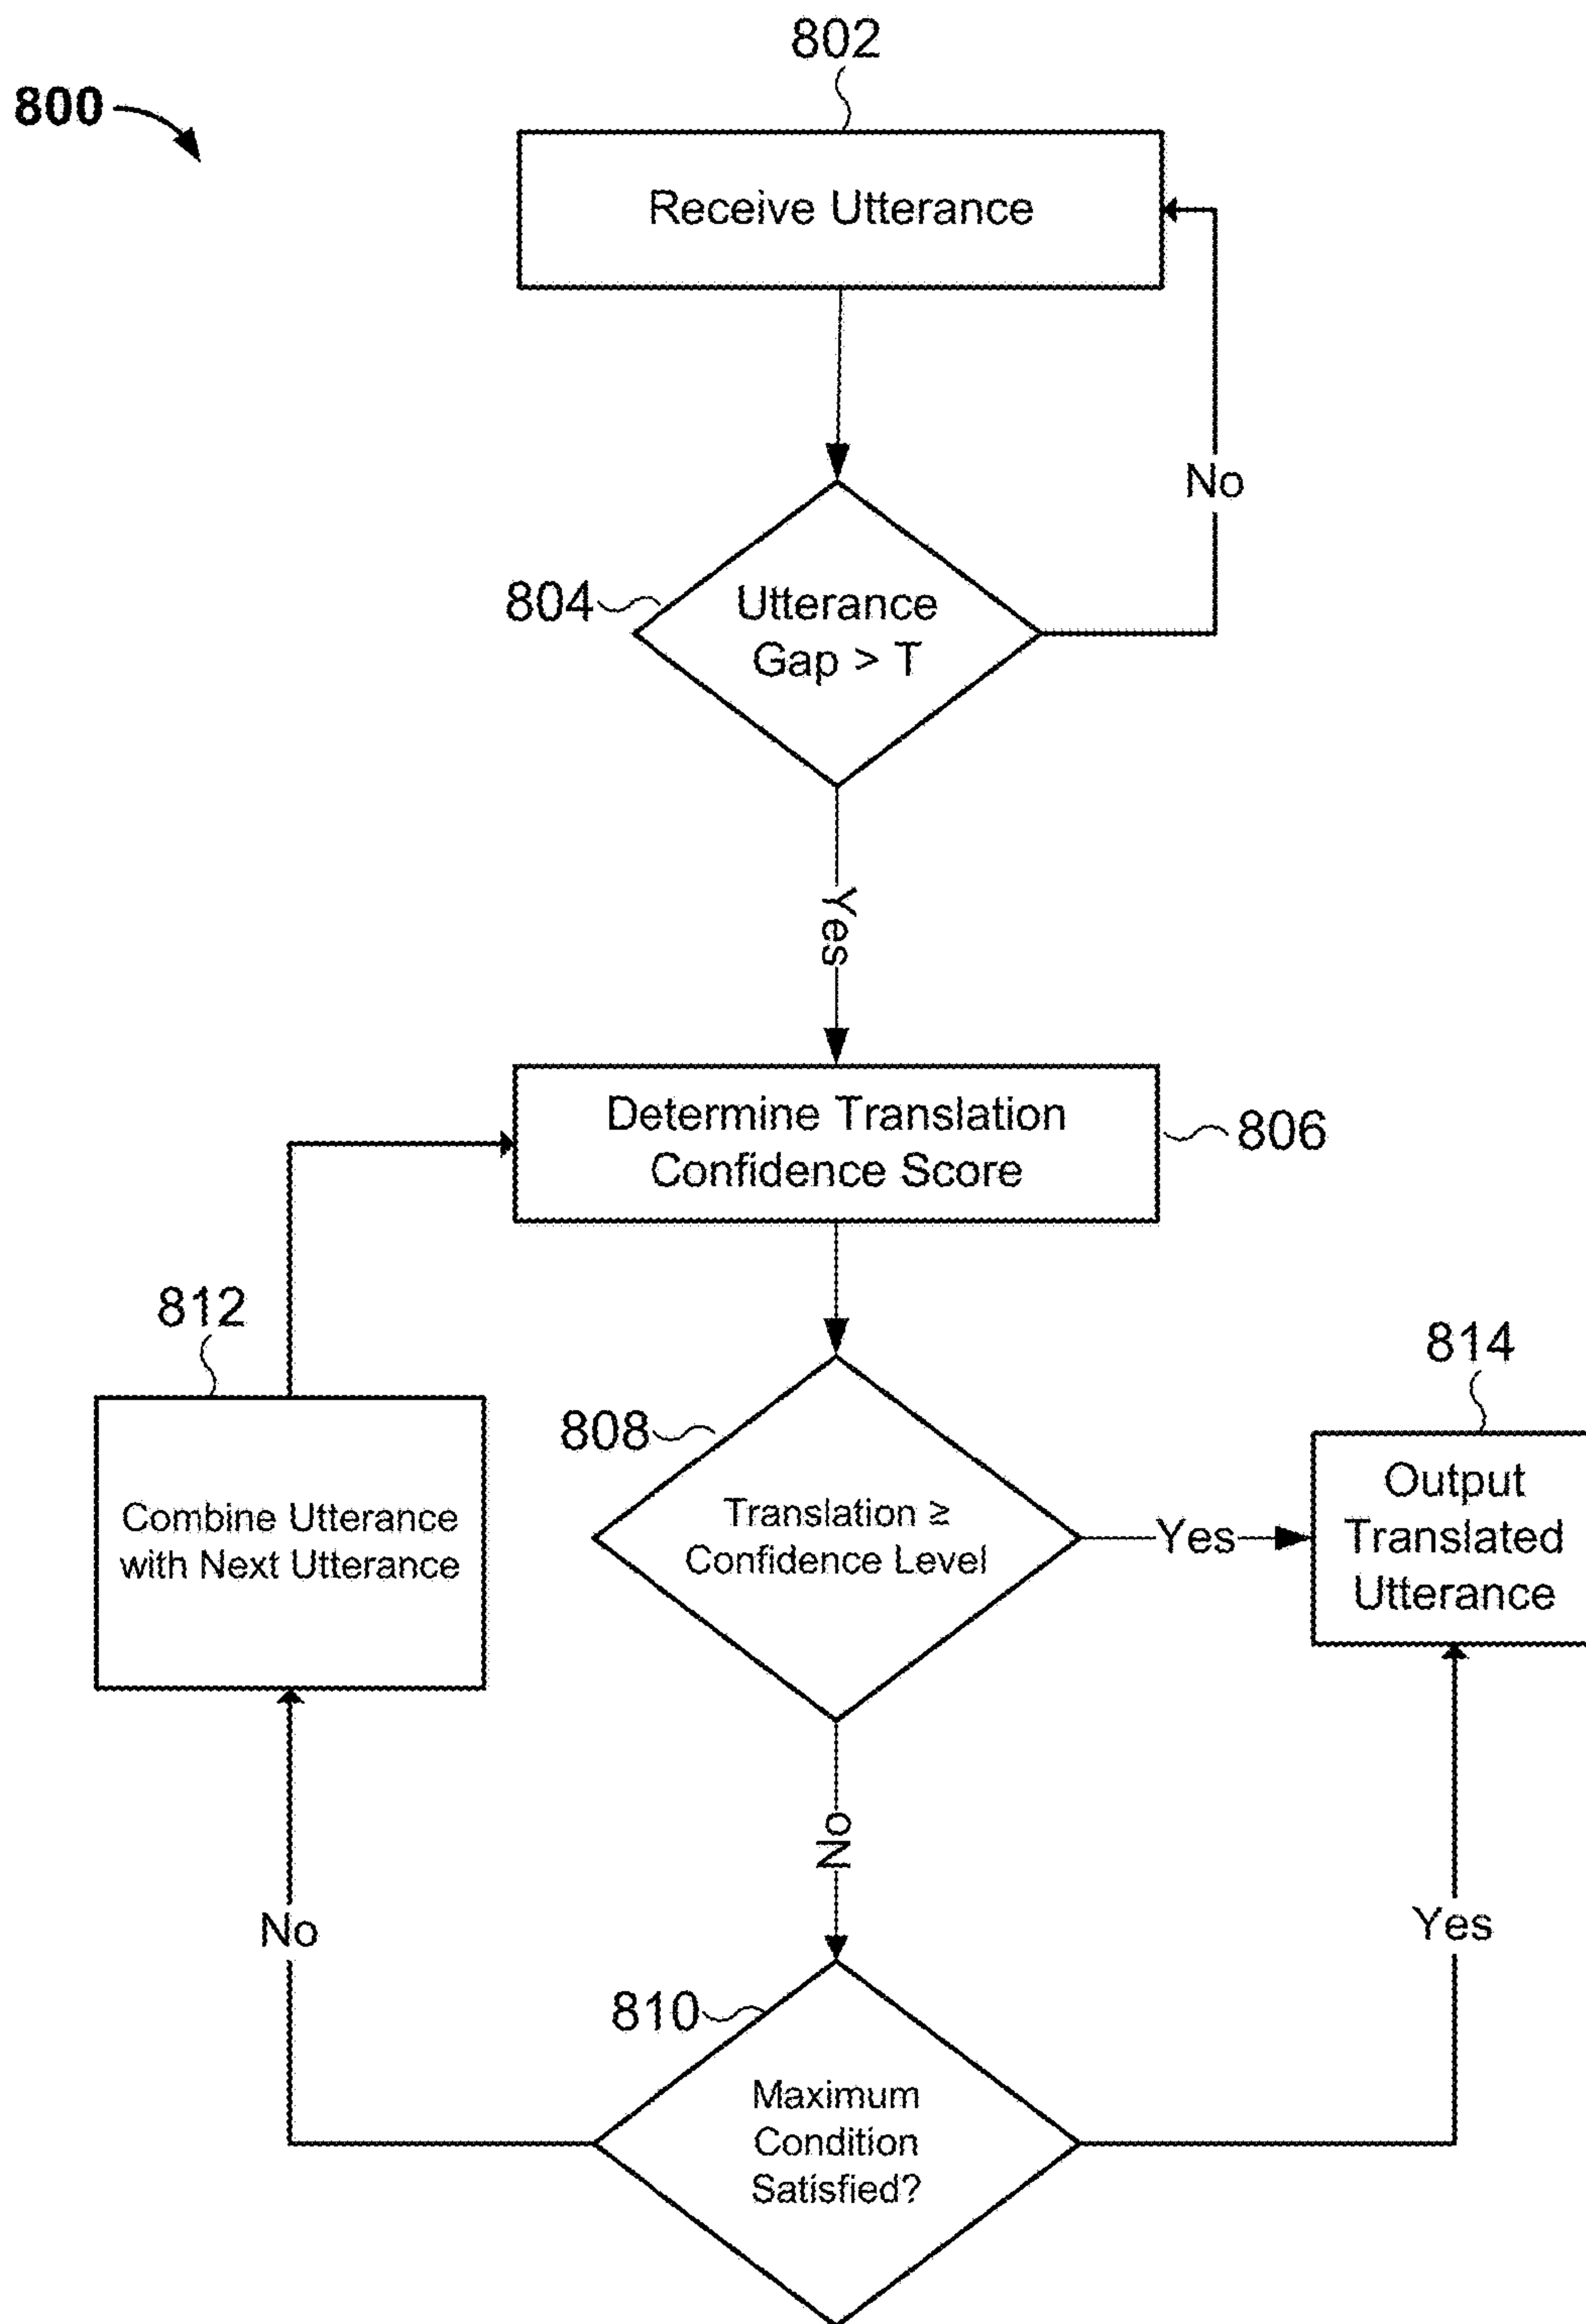 802
800
Receive Utterance
No
804
Utterance
Gap > T
Yes
Determine Translation
Confidence Score
806
812
814
808
Combine Utterance
with Next Utterance
Translation ≥
Confidence Level
Yes
Output
Translated
Utterance
No
No
Yes
810
Maximum
Condition
Satisfied?